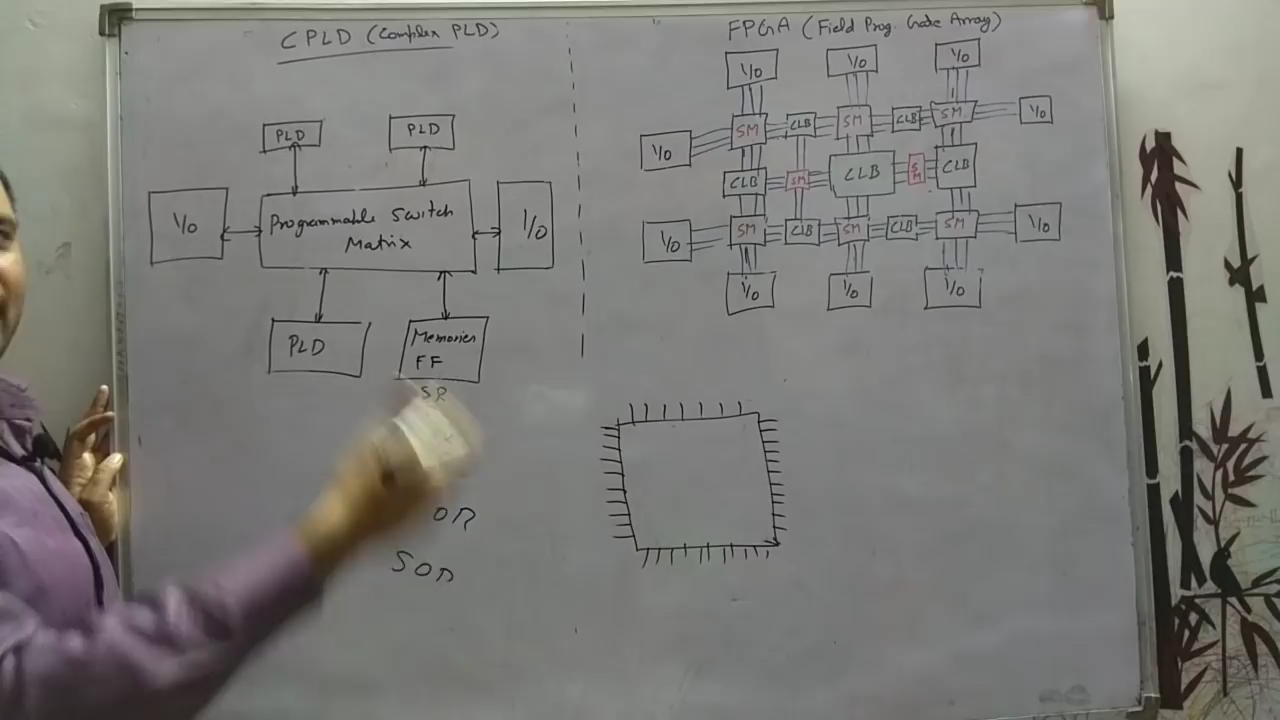 CPLD (Complex PLD)
PLD
PLD
I/O
Programmable Switch
Matrix
I/O
PLD
Memories
FF
SR
OR
SOP
FPGA (Field Prog. Gate Array)
I/O
I/O
I/O
I/O
SM
CLB
SM
CLB
SM
I/O
CLB
SM
CLB
SM
CLB
I/O
SM
CLB
SM
CLB
SM
I/O
I/O
I/O
I/O